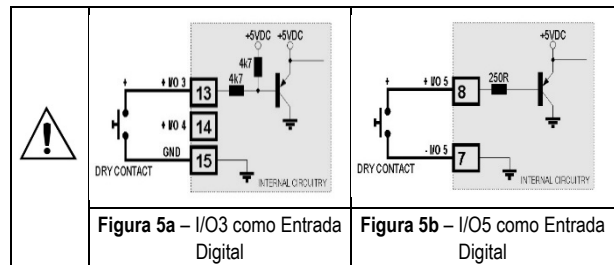 +5VDC +5VDC
4k7
4k7
+ + I/O 3 13
+ I/O 4 14
GND 15
DRY CONTACT
INTERNAL CIRCUITRY
Figura 5a – I/O3 como Entrada
Digital
+5VDC
250R
+ + I/O 5 8
- I/O 5 7
DRY CONTACT
INTERNAL CIRCUITRY
Figura 5b – I/O5 como Entrada
Digital